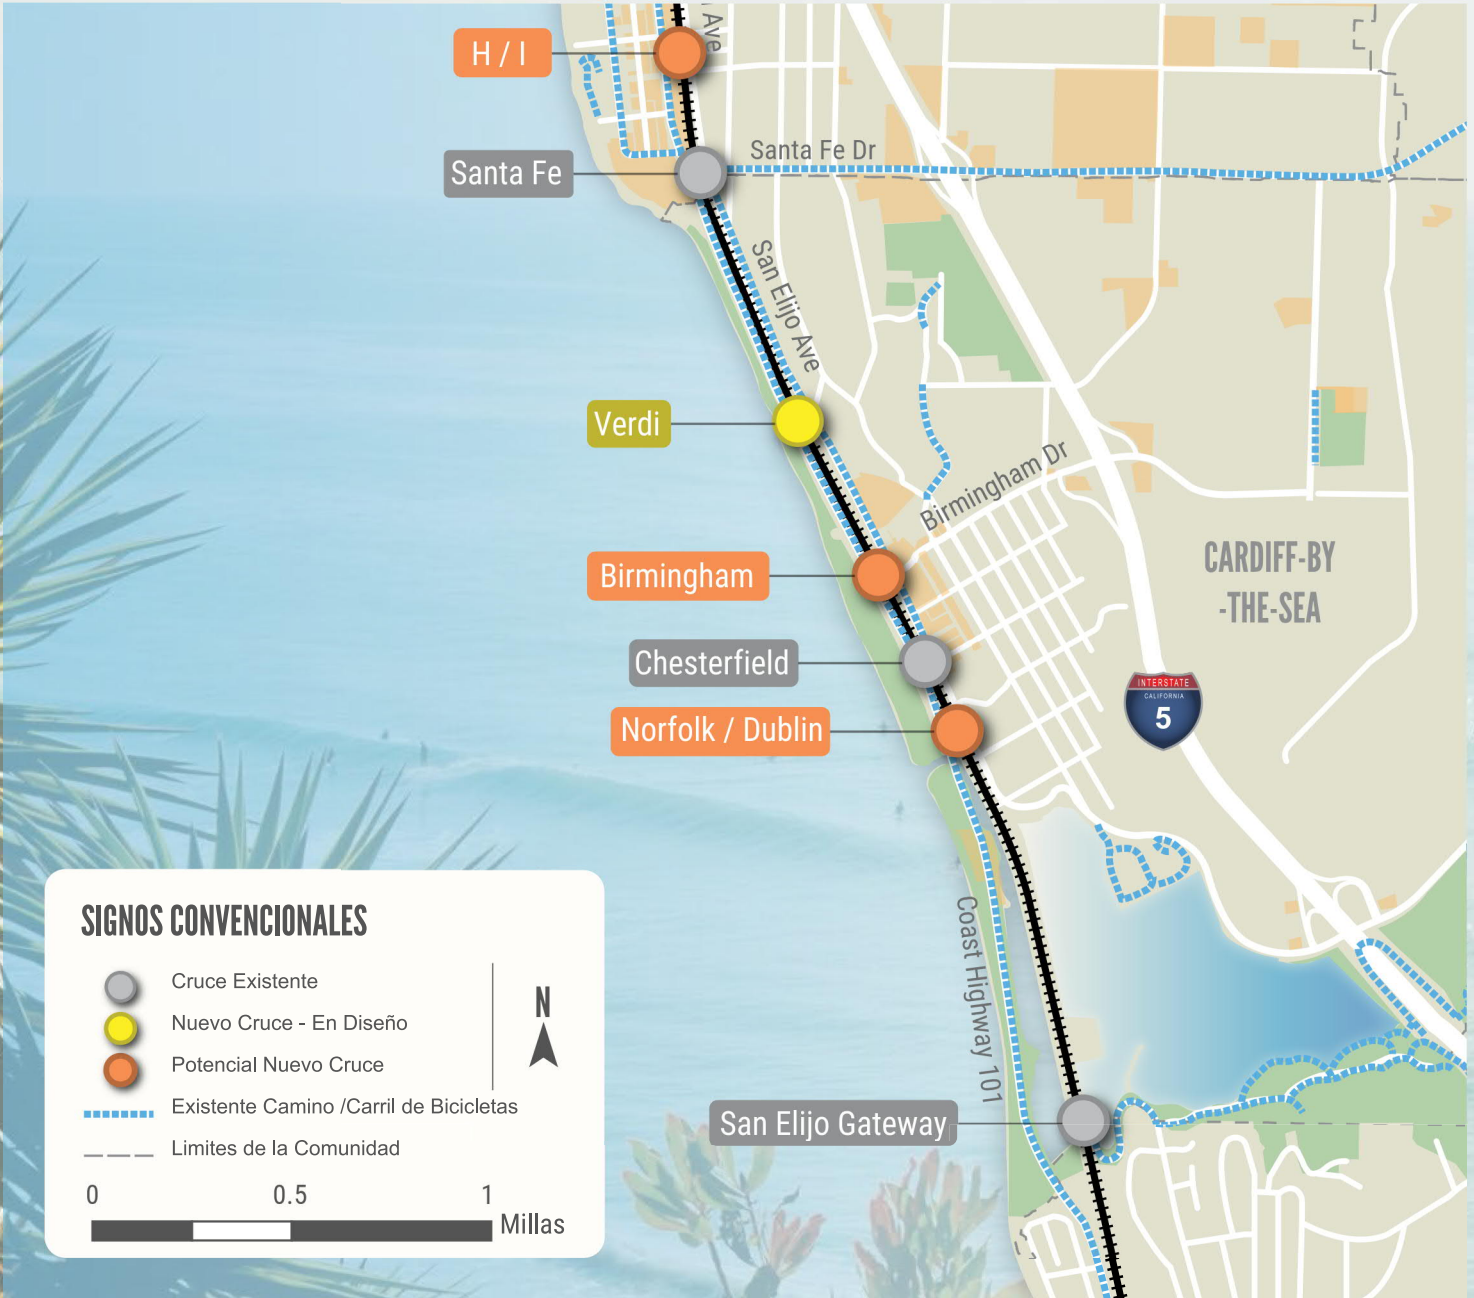 Ave
H / I
Santa Fe
Santa Fe Dr
San Elijo Ave
Verdi
Birmingham Dr
Birmingham
CARDIFF-BY
-THE-SEA
Chesterfield
INTERSTATE
CALIFORNIA
5
Norfolk / Dublin
Coast Highway 101
San Elijo Gateway
SIGNOS CONVENCIONALES
Cruce Existente
Nuevo Cruce - En Diseño
Potencial Nuevo Cruce
Existente Camino /Carril de Bicicletas
Limites de la Comunidad
N
0 0.5 1
Millas